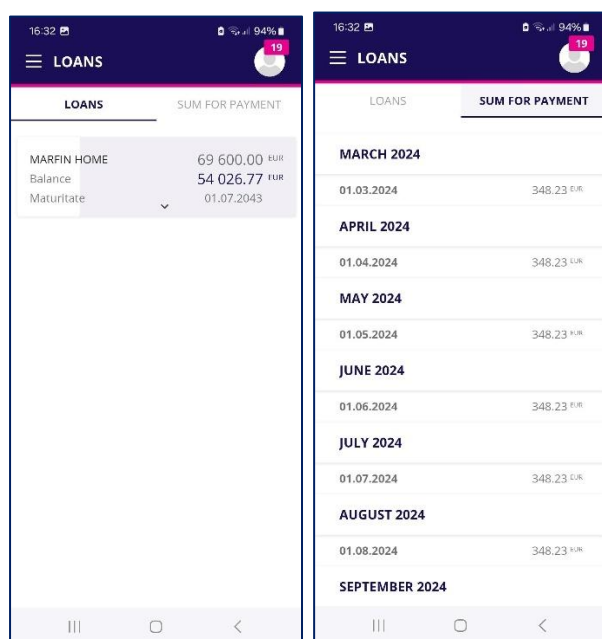 16:32 94%
19
LOANS
LOANS SUM FOR PAYMENT
MARFIN HOME 69 600.00 EUR
Balance 54 026.77 EUR
Maturitate 01.07.2043
16:32 94%
19
LOANS
LOANS SUM FOR PAYMENT
MARCH 2024
01.03.2024 348.23 EUR
APRIL 2024
01.04.2024 348.23 EUR
MAY 2024
01.05.2024 348.23 EUR
JUNE 2024
01.06.2024 348.23 EUR
JULY 2024
01.07.2024 348.23 EUR
AUGUST 2024
01.08.2024 348.23 EUR
SEPTEMBER 2024